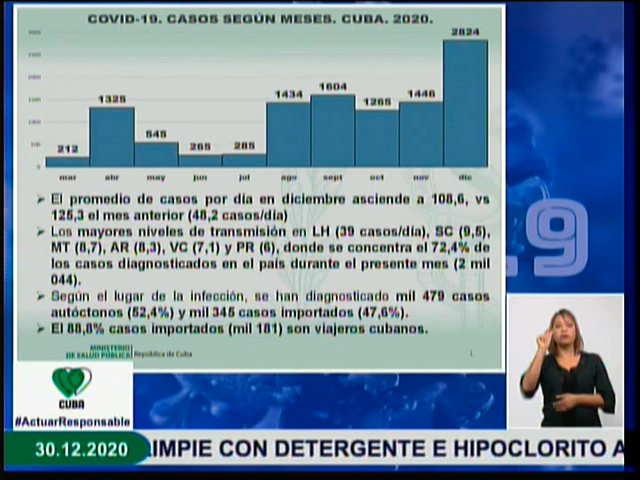 COVID-19. CASOS SEGÚN MESES. CUBA. 2020.
2824
1604
1434
1446
1325
1265
545
212
265
285
mar abr may jun jul ago sept oct nov dic
El promedio de casos por día en diciembre asciende a 108,6, vs
125,3 el mes anterior (48,2 casos/día)
Los mayores niveles de transmisión en LH (39 casos/día), SC (9,5),
MT (8,7), AR (8,3), VC (7,1) y PR (6), donde se concentra el 72,4% de
los casos diagnosticados en el país durante el presente mes (2 mil
044).
Según el lugar de la infección, se han diagnosticado mil 479 casos
autóctonos (52,4%) y mil 345 casos importados (47,6%).
El 88,8% casos importados (mil 181) son viajeros cubanos.
MINISTERIO
DE SALUD PÚBLICA República de Cuba
1
19
CUBA
#ActuarResponsable
30.12.2020
LIMPIE CON DETERGENTE E HIPOCLORITO A